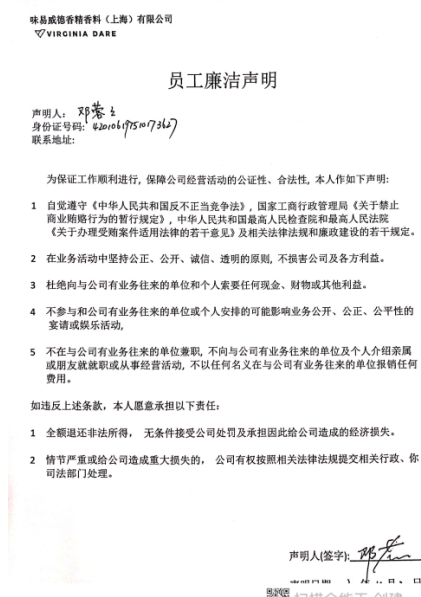 味易威德香精香料（上海）有限公司
VIRGINIA DARE
员工廉洁声明
声明人：邓蓉
身份证号码: 420106197510173627
联系地址:
为保证工作顺利进行, 保障公司经营活动的公证性、合法性, 本人作如下声明:
1 自觉遵守《中华人民共和国反不正当竞争法》, 国家工商行政管理局《关于禁止
商业贿赂行为的暂行规定》, 中华人民共和国最高人民检查院和最高人民法院
《关于办理受贿案件适用法律的若干意见》及相关法律法规和廉政建设的若干规定。
2 在业务活动中坚持公正、公开、诚信、透明的原则, 不损害公司及各方利益。
3 杜绝向与公司有业务往来的单位和个人索要任何现金、财物或其他利益。
4 不参与和公司有业务往来的单位或个人安排的可能影响业务公开、公正、公平性的
宴请或娱乐活动,
5 不在与公司有业务往来的单位兼职, 不向与公司有业务往来的单位及个人介绍亲属
或朋友就就职或从事经营活动, 不以任何名义在与公司有业务往来的单位报销任何
费用。
如违反上述条款, 本人愿意承担以下责任:
1 全额退还非法所得， 无条件接受公司处罚及承担因此给公司造成的经济损失。
2 情节严重或给公司造成重大损失的， 公司有权按照相关法律法规提交相关行政、你
司法部门处理。
声明人(签字): 邓蓉